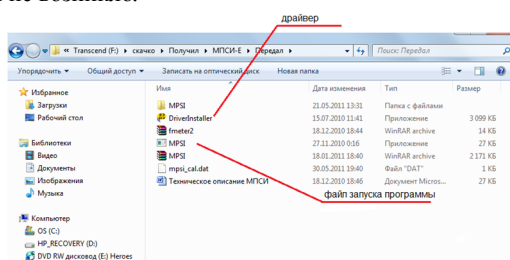 не возникло.
драйвер
« Transcend (F:) ▸ скачко ▸ Получил ▸ МПСИ-Е ▸ Передал ▸ Поиск: Передал
Упорядочить ▾ Общий доступ ▾ Записать на оптический диск Новая папка
Избранное
Загрузки
Рабочий стол
Библиотеки
Видео
Документы
Изображения
Музыка
Компьютер
OS (C:)
HP_RECOVERY (D:)
DVD RW дисковод (E:) Heroes
Имя Дата изменения Тип Размер
MPSI 21.05.2011 13:31 Папка с файлами
DriverInstaller 15.07.2010 11:41 Приложение 3 099 КБ
fmeter2 18.12.2010 18:44 WinRAR archive 14 КБ
MPSI 27.11.2010 0:16 Приложение 27 КБ
MPSI 18.01.2011 18:40 WinRAR archive 2 171 КБ
mpsi_cal.dat 30.05.2011 19:40 Файл "DAT" 1 КБ
Техническое описание МПСИ 18.12.2010 18:46 Документ Micros... 27 КБ
файл запуска программы